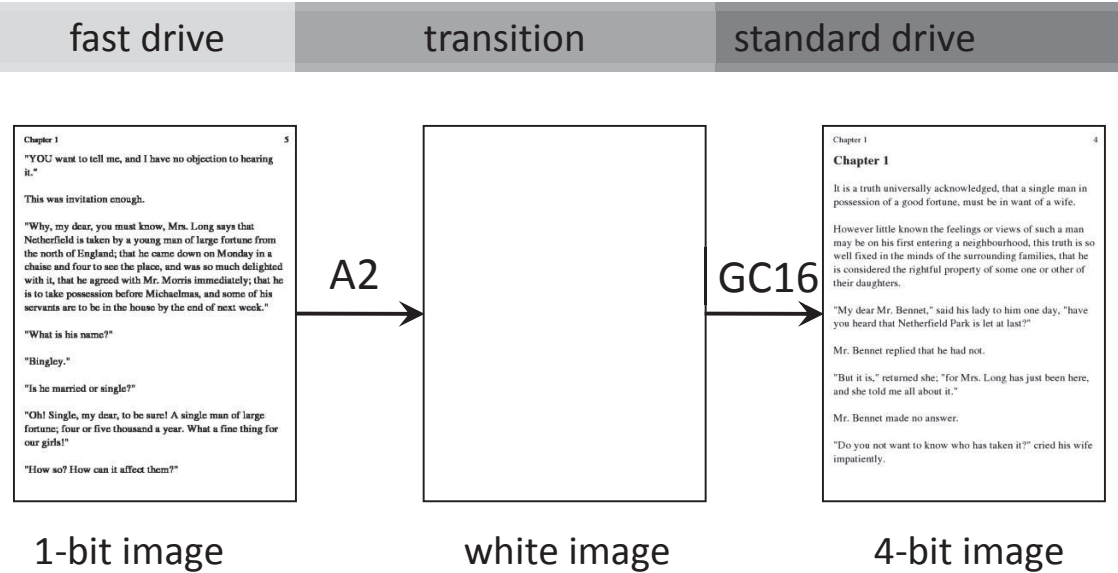 fast drive
transition
standard drive
Chapter 1 5
"YOU want to tell me, and I have no objection to hearing
it."
This was invitation enough.
"Why, my dear, you must know, Mrs. Long says that
Netherfield is taken by a young man of large fortune from
the north of England; that he came down on Monday in a
chaise and four to see the place, and was so much delighted
with it, that he agreed with Mr. Morris immediately; that he
is to take possession before Michaelmas, and some of his
servants are to be in the house by the end of next week."
"What is his name?"
"Bingley."
"Is he married or single?"
"Oh! Single, my dear, to be sure! A single man of large
fortune; four or five thousand a year. What a fine thing for
our girls!"
"How so? How can it affect them?"
A2
GC16
Chapter 1 4
Chapter 1
It is a truth universally acknowledged, that a single man in
possession of a good fortune, must be in want of a wife.
However little known the feelings or views of such a man
may be on his first entering a neighbourhood, this truth is so
well fixed in the minds of the surrounding families, that he
is considered the rightful property of some one or other of
their daughters.
"My dear Mr. Bennet," said his lady to him one day, "have
you heard that Netherfield Park is let at last?"
Mr. Bennet replied that he had not.
"But it is," returned she; "for Mrs. Long has just been here,
and she told me all about it."
Mr. Bennet made no answer.
"Do you not want to know who has taken it?" cried his wife
impatiently.
1-bit image
white image
4-bit image